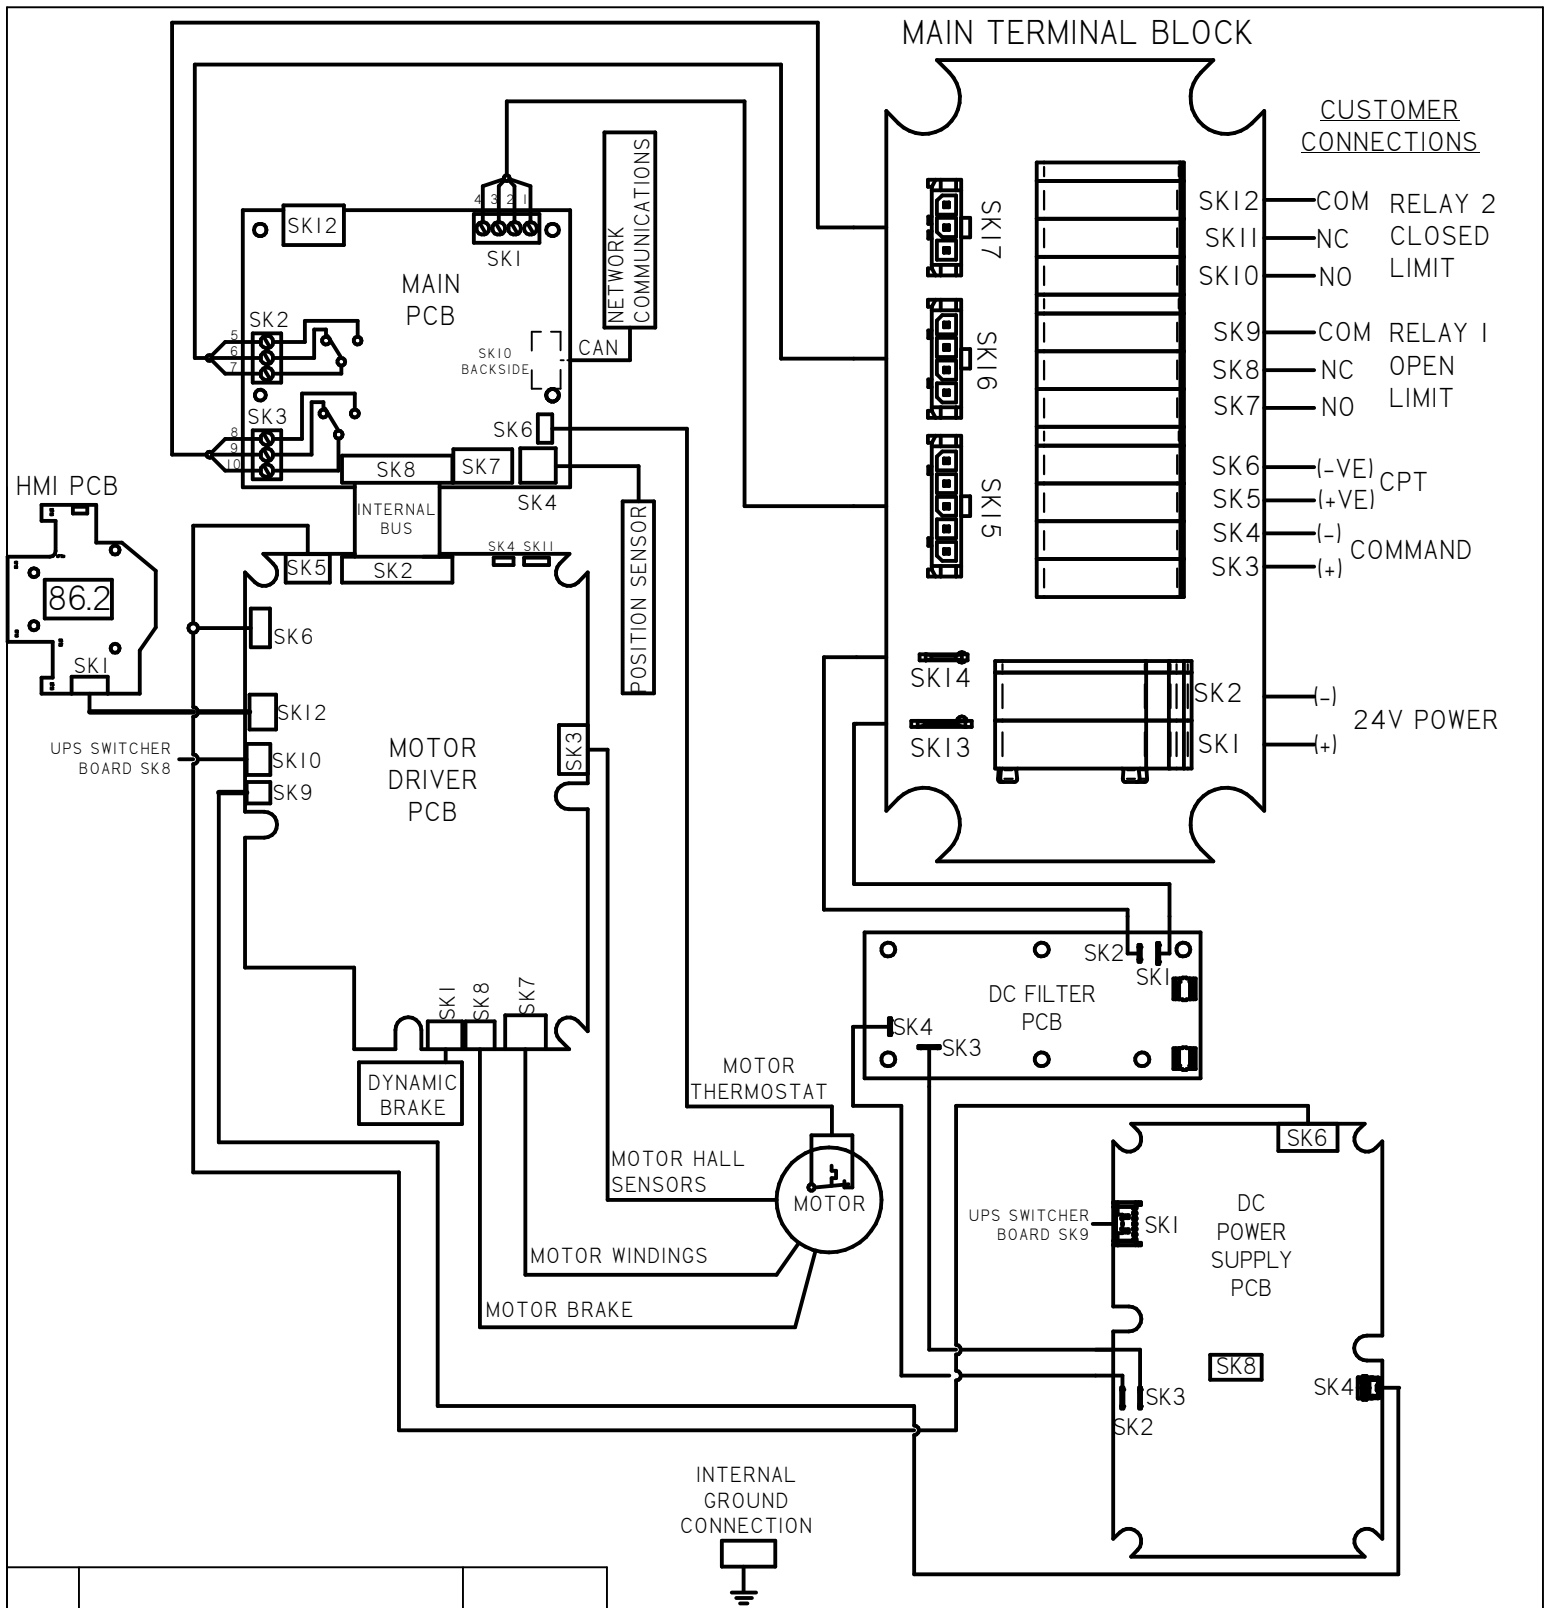 MAIN TERMINAL BLOCK
CUSTOMER
CONNECTIONS
SK17
SK16
SK15
SK12
COM
SK11
NC
SK10
NO
RELAY 2
CLOSED
LIMIT
SK9
COM
SK8
NC
SK7
NO
RELAY 1
OPEN
LIMIT
SK6
(-VE)
SK5
(+VE)
CPT
SK4
(-)
SK3
(+)
COMMAND
SK14
SK13
SK2
(-)
SK1
(+)
24V POWER
SK12
4 3 2 1
SK1
MAIN
PCB
SK2
5
6
7
SK3
8
9
10
SK10
BACKSIDE
CAN
NETWORK
COMMUNICATIONS
SK6
SK8
SK7
SK4
INTERNAL
BUS
POSITION SENSOR
HMI PCB
86.2
SK1
SK5
SK2
SK4 SK11
SK6
SK12
UPS SWITCHER
BOARD SK8
SK10
SK9
SK3
MOTOR
DRIVER
PCB
SK1
SK8
SK7
DYNAMIC
BRAKE
MOTOR
THERMOSTAT
MOTOR HALL
SENSORS
MOTOR
MOTOR WINDINGS
MOTOR BRAKE
SK2
SK1
DC FILTER
PCB
SK4
SK3
SK6
UPS SWITCHER
BOARD SK9
SK1
DC
POWER
SUPPLY
PCB
SK8
SK4
SK3
SK2
INTERNAL
GROUND
CONNECTION